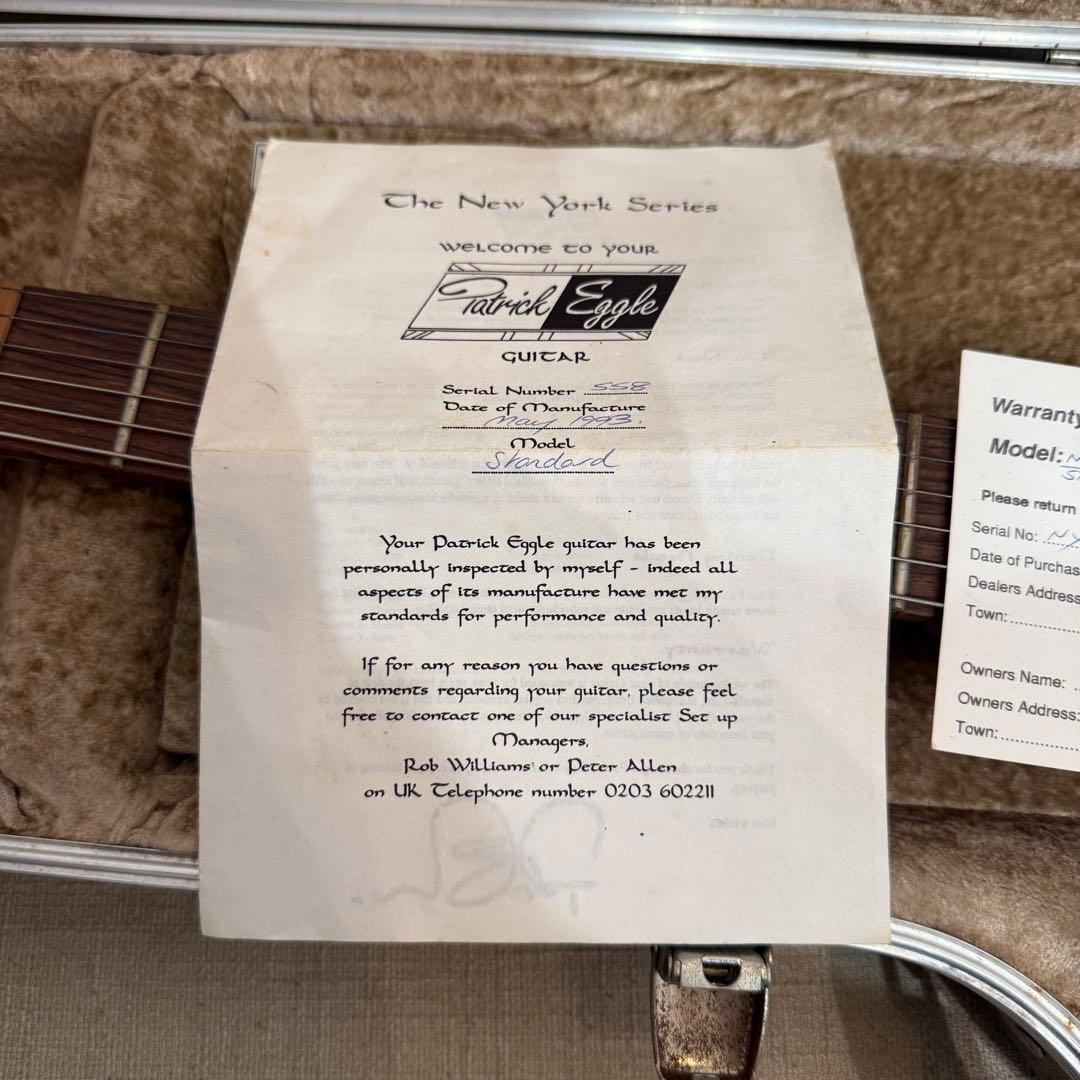 The New York Series
Welcome to your
Patrick Eggle
Guitar
Serial Number 558
Date of Manufacture
May 1993.
Model
Standard
Your Patrick Eggle guitar has been
personally inspected by myself - indeed all
aspects of its manufacture have met my
standards for performance and quality.
If for any reason you have questions or
comments regarding your guitar, please feel
free to contact one of our specialist Set up
Managers,
Rob Williams or Peter Allen
on UK Telephone number 0203 602211
Warranty
Model:
Please return
Serial No: NY
Date of Purchas
Dealers Address
Town:
Owners Name:
Owners Address:
Town: